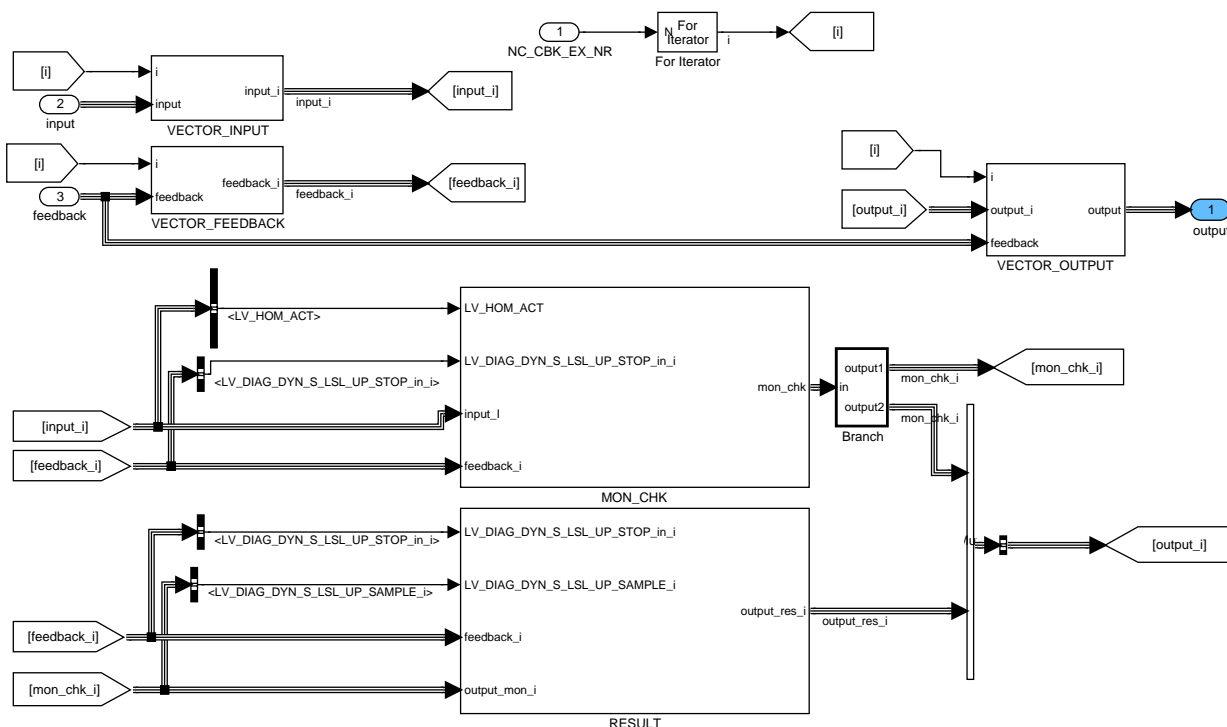 1
NC_CBK_EX_NR
N
For
Iterator
For Iterator
i
[i]
[i]
i
2
input
input
input_i
input_i
[input_i]
VECTOR_INPUT
[i]
i
3
feedback
feedback
feedback_i
feedback_i
[feedback_i]
VECTOR_FEEDBACK
[i]
i
[output_i]
output_i
feedback
output
1
output
VECTOR_OUTPUT
<LV_HOM_ACT>
LV_HOM_ACT
<LV_DIAG_DYN_S_LSL_UP_STOP_in_i>
LV_DIAG_DYN_S_LSL_UP_STOP_in_i
[input_i]
input_I
[feedback_i]
feedback_i
mon_chk
MON_CHK
in
output1
output2
Branch
mon_chk_i
mon_chk_i
[mon_chk_i]
<LV_DIAG_DYN_S_LSL_UP_STOP_in_i>
LV_DIAG_DYN_S_LSL_UP_STOP_in_i
<LV_DIAG_DYN_S_LSL_UP_SAMPLE_i>
LV_DIAG_DYN_S_LSL_UP_SAMPLE_i
[feedback_i]
feedback_i
[mon_chk_i]
output_mon_i
output_res_i
output_res_i
RESULT
[output_i]